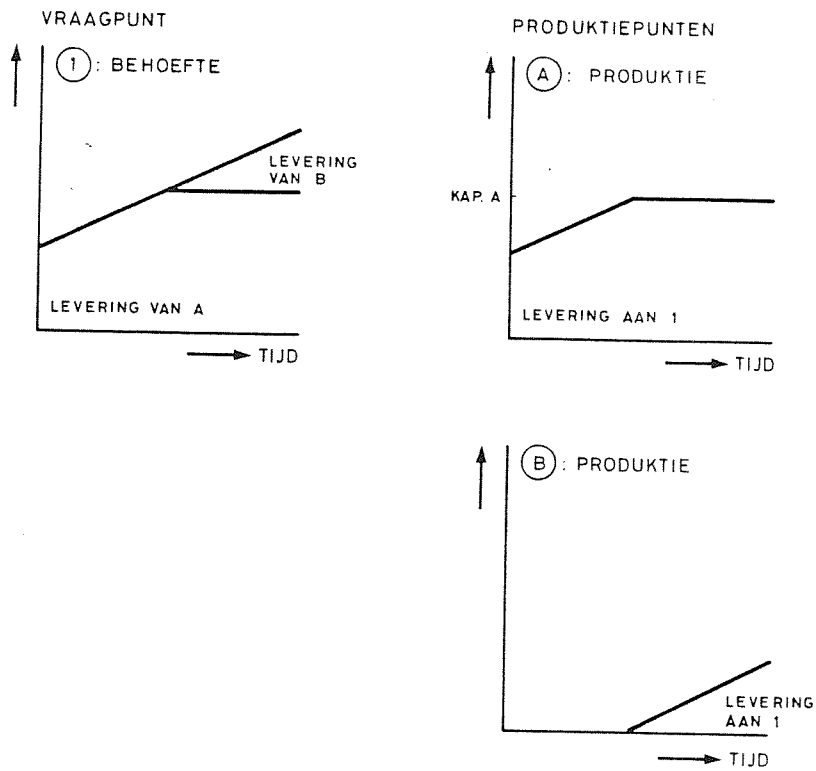 VRAAGPUNT
1 : BEHOEFTE
LEVERING
VAN B
LEVERING VAN A
TIJD
PRODUKTIEPUNTEN
A : PRODUKTIE
KAP. A
LEVERING AAN 1
TIJD
B : PRODUKTIE
LEVERING
AAN 1
TIJD